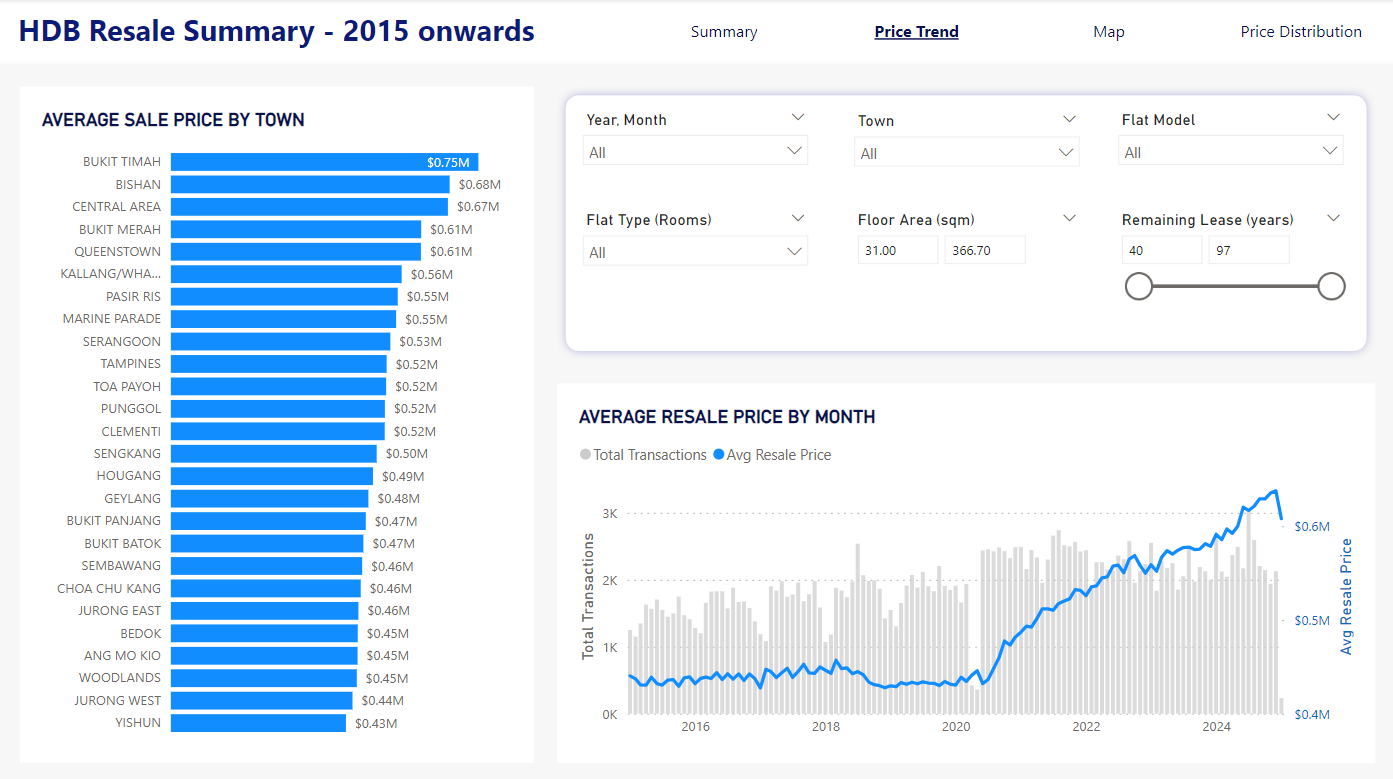 HDB Resale Summary - 2015 onwards
Summary
Price Trend
Map
Price Distribution
AVERAGE SALE PRICE BY TOWN
BUKIT TIMAH $0.75M
BISHAN $0.68M
CENTRAL AREA $0.67M
BUKIT MERAH $0.61M
QUEENSTOWN $0.61M
KALLANG/WHA... $0.56M
PASIR RIS $0.55M
MARINE PARADE $0.55M
SERANGOON $0.53M
TAMPINES $0.52M
TOA PAYOH $0.52M
PUNGGOL $0.52M
CLEMENTI $0.52M
SENGKANG $0.50M
HOUGANG $0.49M
GEYLANG $0.48M
BUKIT PANJANG $0.47M
BUKIT BATOK $0.47M
SEMBAWANG $0.46M
CHOA CHU KANG $0.46M
JURONG EAST $0.46M
BEDOK $0.45M
ANG MO KIO $0.45M
WOODLANDS $0.45M
JURONG WEST $0.44M
YISHUN $0.43M
Year, Month
All
Town
All
Flat Model
All
Flat Type (Rooms)
All
Floor Area (sqm)
31.00 366.70
Remaining Lease (years)
40 97
AVERAGE RESALE PRICE BY MONTH
Total Transactions Avg Resale Price
Total Transactions
3K
2K
1K
0K
2016 2018 2020 2022 2024
$0.6M
$0.5M
$0.4M
Avg Resale Price